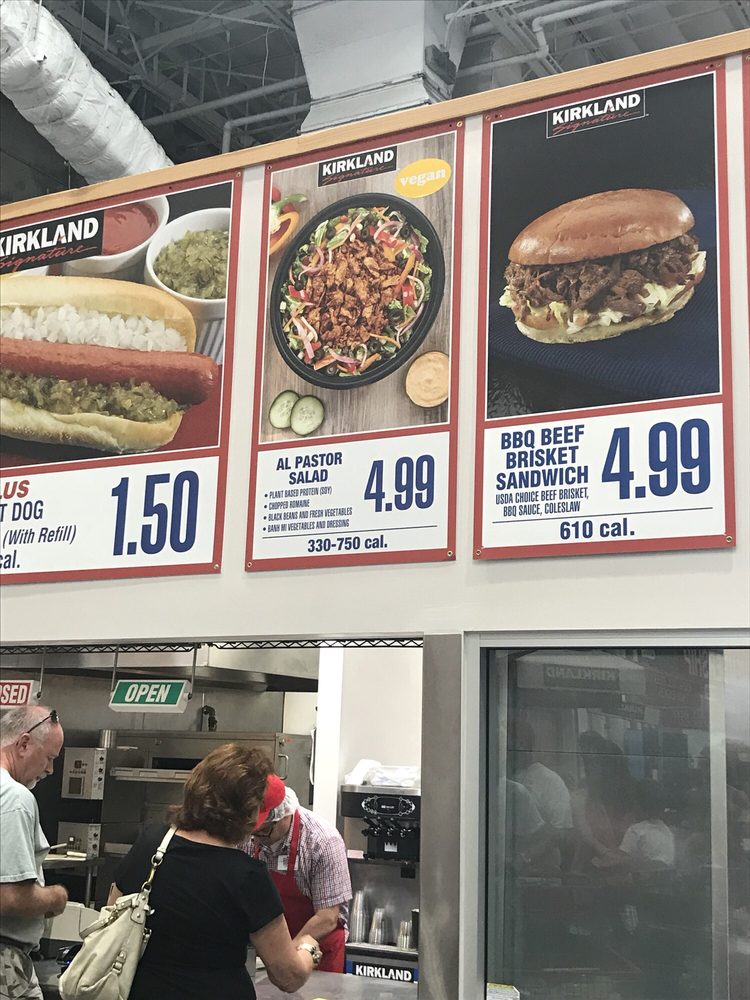 KIRKLAND
Signature
LUS
T DOG
(With Refill)
cal.
1.50
KIRKLAND
Signature
vegan
AL PASTOR
SALAD
• PLANT BASED PROTEIN (SOY)
• CHOPPED ROMAINE
• BLACK BEANS AND FRESH VEGETABLES
• BANH MI VEGETABLES AND DRESSING
4.99
330-750 cal.
KIRKLAND
Signature
BBQ BEEF
BRISKET
SANDWICH
USDA CHOICE BEEF BRISKET,
BBQ SAUCE, COLESLAW
4.99
610 cal.
SED
OPEN
KIRKLAND